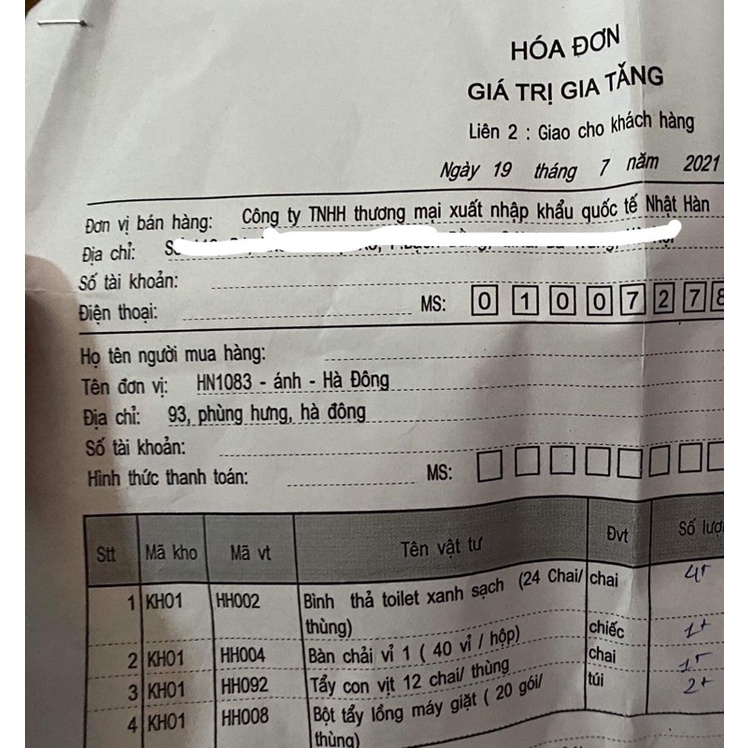 HÓA ĐƠN
GIÁ TRỊ GIA TĂNG
Liên 2 : Giao cho khách hàng
Ngày 19 tháng 7 năm 2021
Đơn vị bán hàng: Công ty TNHH thương mại xuất nhập khẩu quốc tế Nhật Hàn
Địa chỉ:
Số tài khoản:
Điện thoại: MS: 0 1 0 0 7 2 7 8
Họ tên người mua hàng:
Tên đơn vị: HN1083 - ánh - Hà Đông
Địa chỉ: 93, phùng hưng, hà đông
Số tài khoản:
Hình thức thanh toán: MS:
Stt Mã kho Mã vt Tên vật tư Đvt Số
1 KH01 HH002 Bình thả toilet xanh sạch (24 Chai/ chai
thùng)
2 KH01 HH004 Bàn chải vỉ 1 ( 40 vỉ / hộp) chiếc
3 KH01 HH092 Tẩy con vịt 12 chai/ thùng chai
4 KH01 HH008 Bột tẩy lồng máy giặt ( 20 gói/ túi
thùng)